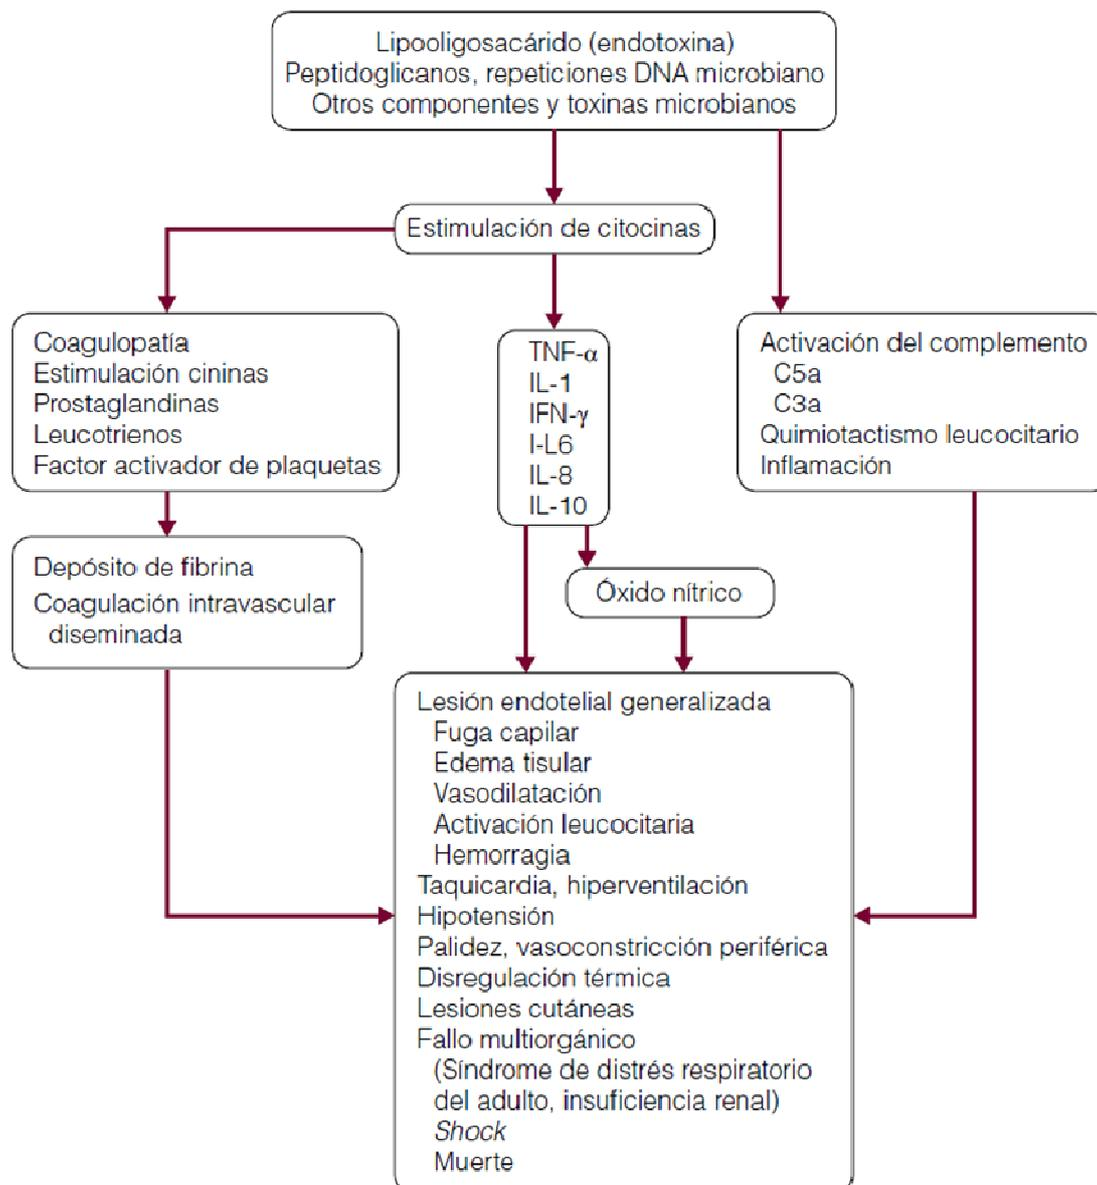 Lipooligosacárido (endotoxina)
Peptidoglicanos, repeticiones DNA microbiano
Otros componentes y toxinas microbianos
Estimulación de citocinas
Coagulopatía
Estimulación cininas
Prostaglandinas
Leucotrienos
Factor activador de plaquetas
TNF-α
IL-1
IFN-γ
I-L6
IL-8
IL-10
Activación del complemento
C5a
C3a
Quimiotactismo leucocitario
Inflamación
Depósito de fibrina
Coagulación intravascular
diseminada
Óxido nítrico
Lesión endotelial generalizada
Fuga capilar
Edema tisular
Vasodilatación
Activación leucocitaria
Hemorragia
Taquicardia, hiperventilación
Hipotensión
Palidez, vasoconstricción periférica
Disregulación térmica
Lesiones cutáneas
Fallo multiorgánico
(Síndrome de distrés respiratorio
del adulto, insuficiencia renal)
Shock
Muerte